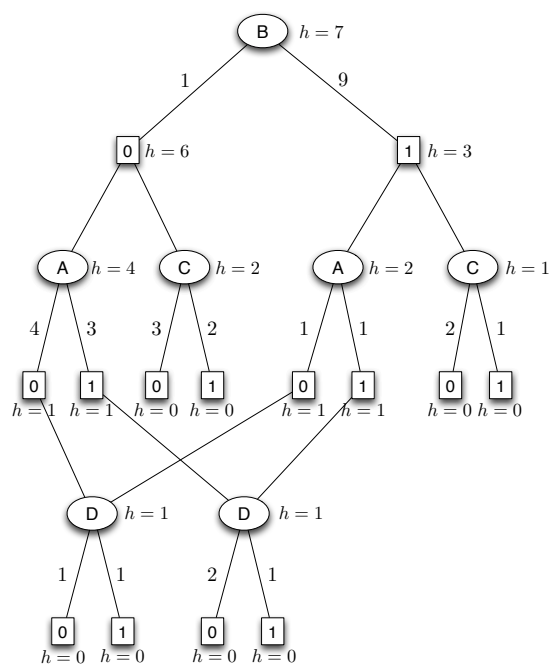 B h = 7
1 9
0 h = 6 1 h = 3
A h = 4 C h = 2 A h = 2 C h = 1
4 3 3 2 1 1 2 1
0 1 0 1 0 1 0 1
h = 1 h = 1 h = 0 h = 0 h = 1 h = 1 h = 0 h = 0
D h = 1 D h = 1
1 1 2 1
0 1 0 1
h = 0 h = 0 h = 0 h = 0